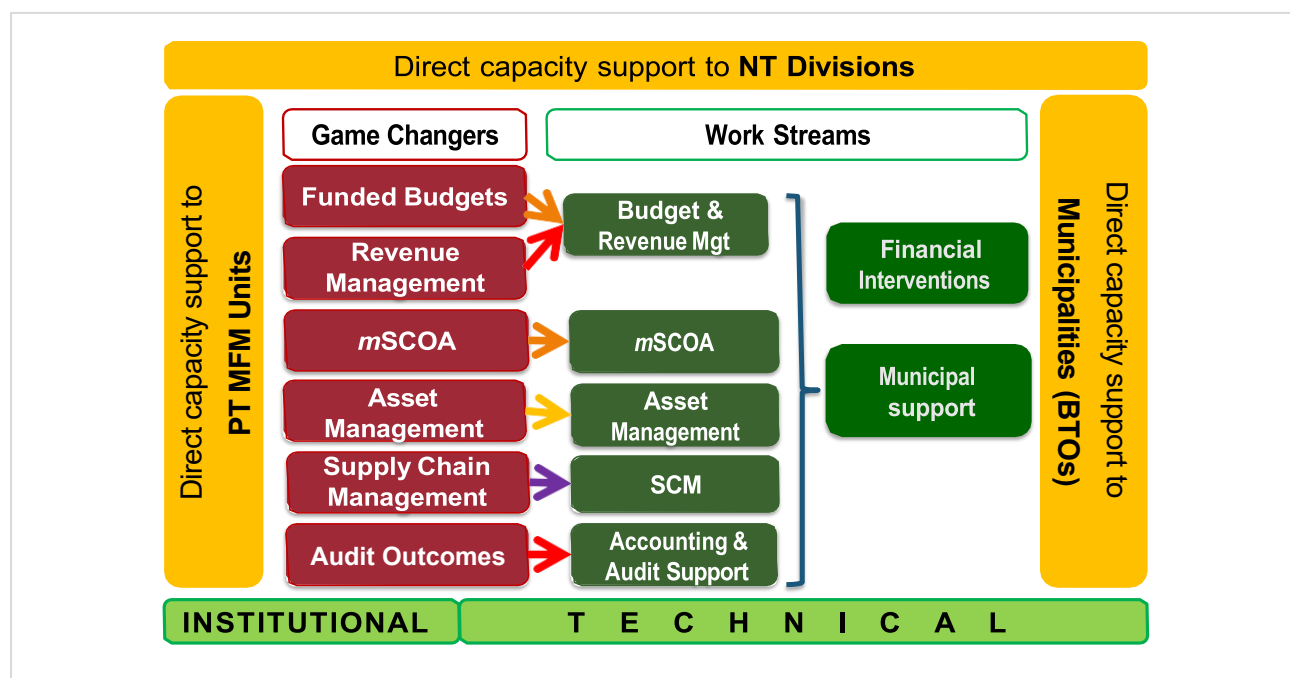 Direct capacity support to NT Divisions
Direct capacity support to
PT MFM Units
Game Changers
Work Streams
Funded Budgets
Revenue
Management
mSCOA
Asset
Management
Supply Chain
Management
Audit Outcomes
Budget &
Revenue Mgt
mSCOA
Asset
Management
SCM
Accounting &
Audit Support
Financial
Interventions
Municipal
support
Direct capacity support to
Municipalities (BTOs)
INSTITUTIONAL
T E C H N I C A L